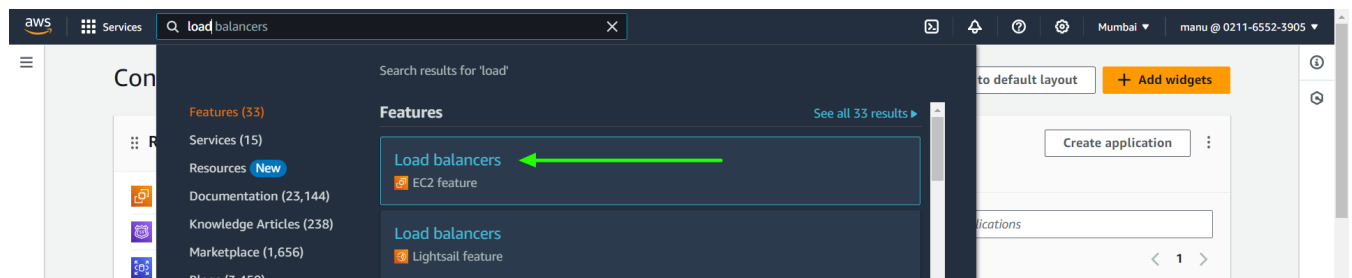 aws
Services
load balancers
Mumbai
manu @ 0211-6552-3905
Con
Search results for 'load'
to default layout
+ Add widgets
Features (33)
Services (15)
Resources New
Documentation (23,144)
Knowledge Articles (238)
Marketplace (1,656)
Features
See all 33 results
Load balancers
EC2 feature
Load balancers
Lightsail feature
R
Create application
lications
1